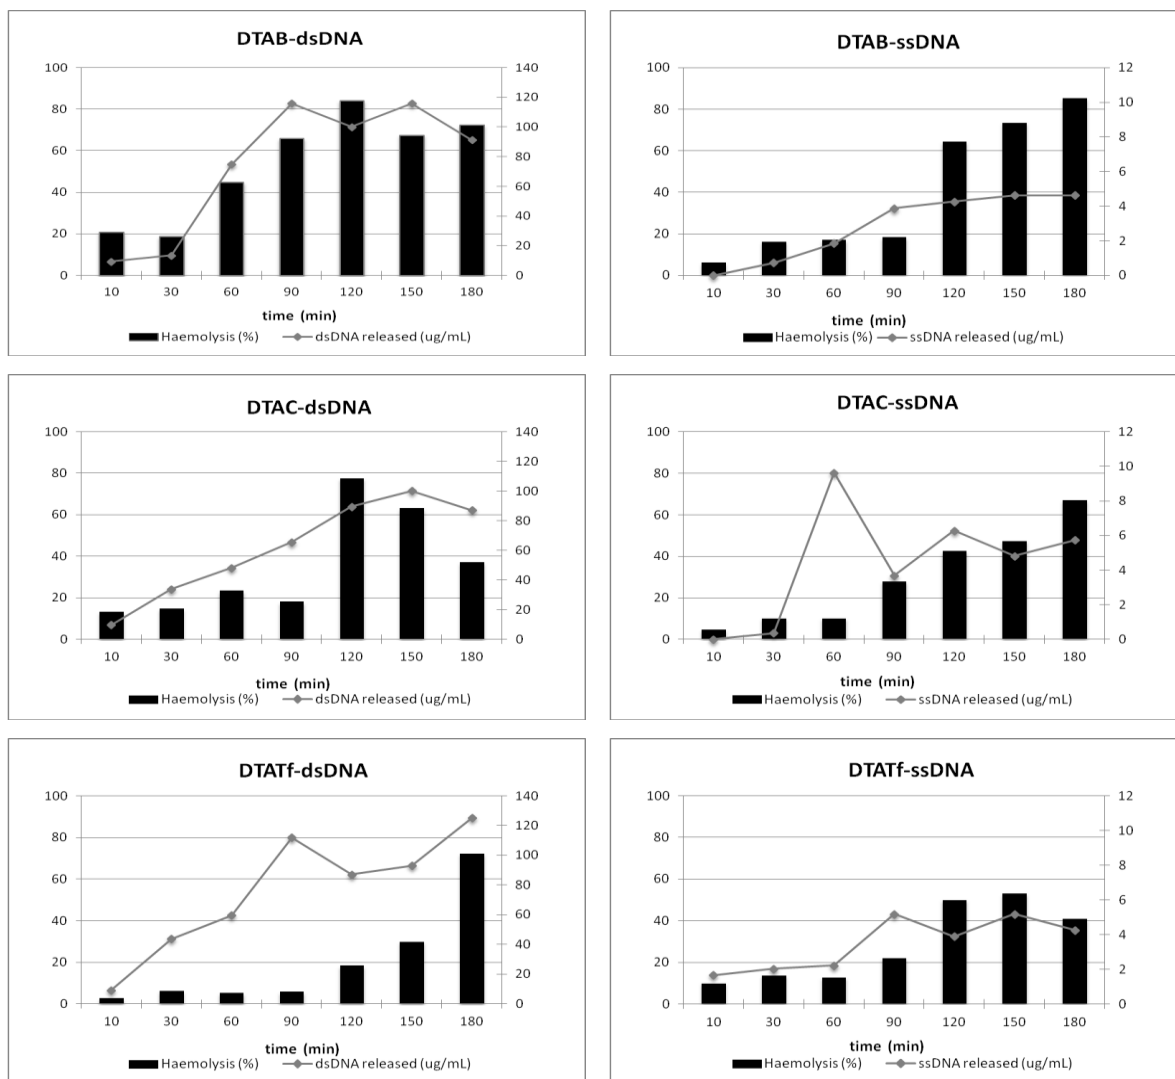 DTAB-dsDNA
100 140
80 120
60 100
40 80
20 60
0 40
20
0
10 30 60 90 120 150 180
time (min)
Haemolysis (%) dsDNA released (ug/mL)
DTAB-ssDNA
100 12
80 10
60 8
40 6
20 4
0 2
0
10 30 60 90 120 150 180
time (min)
Haemolysis (%) ssDNA released (ug/mL)
DTAC-dsDNA
100 140
80 120
60 100
40 80
20 60
0 40
20
0
10 30 60 90 120 150 180
time (min)
Haemolysis (%) dsDNA released (ug/mL)
DTAC-ssDNA
100 12
80 10
60 8
40 6
20 4
0 2
0
10 30 60 90 120 150 180
time (min)
Haemolysis (%) ssDNA released (ug/mL)
DTATf-dsDNA
100 140
80 120
60 100
40 80
20 60
0 40
20
0
10 30 60 90 120 150 180
time (min)
Haemolysis (%) dsDNA released (ug/mL)
DTATf-ssDNA
100 12
80 10
60 8
40 6
20 4
0 2
0
10 30 60 90 120 150 180
time (min)
Haemolysis (%) ssDNA released (ug/mL)